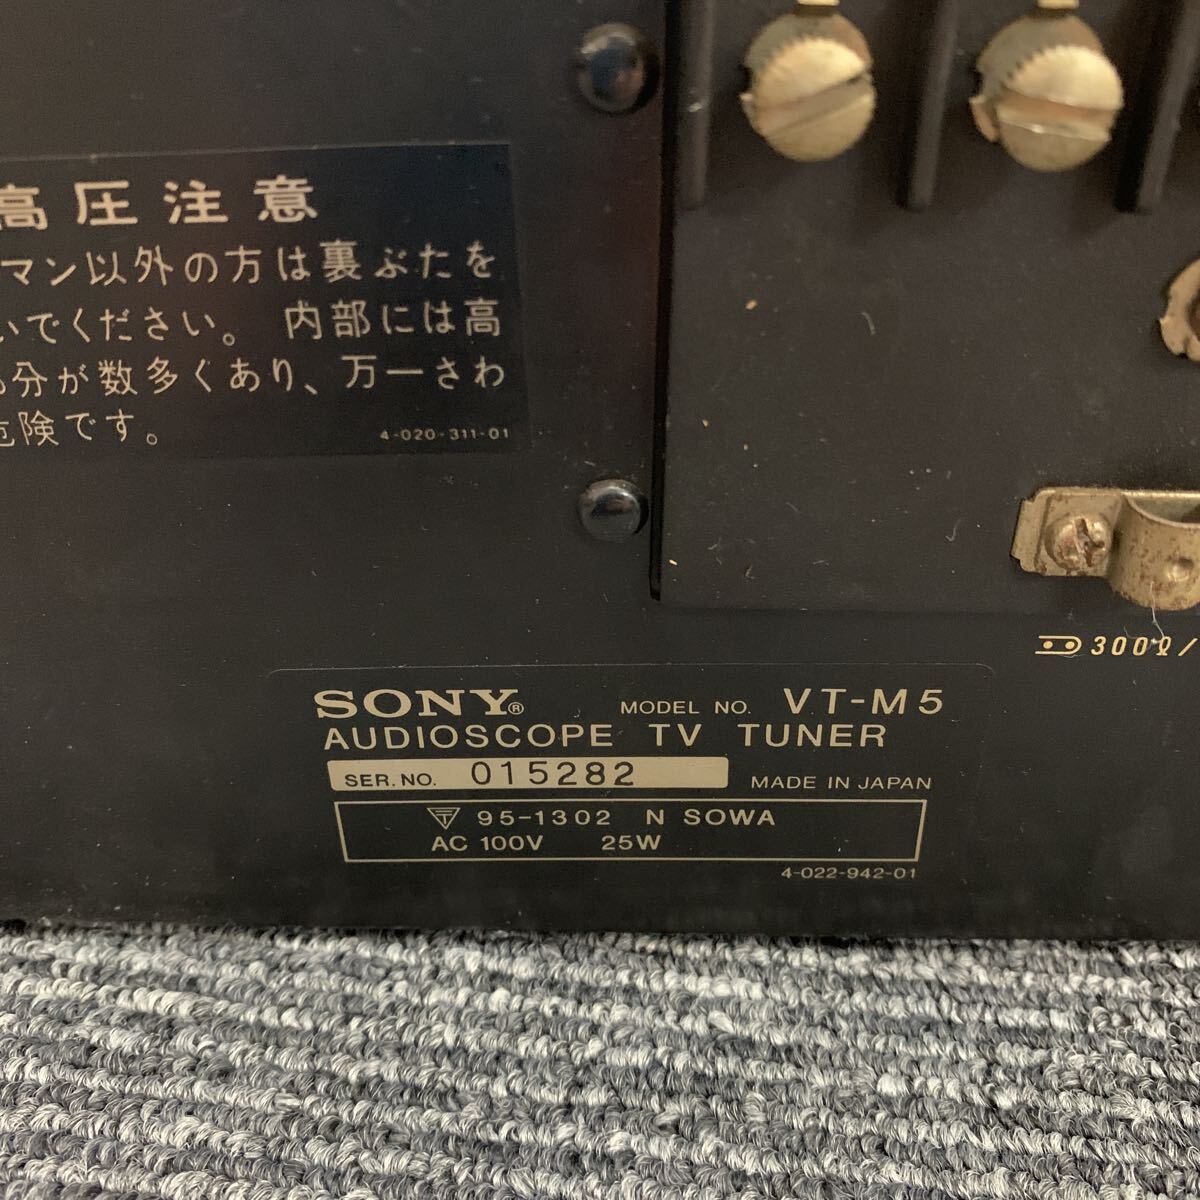 高圧注意
マン以外の方は裏ぶたを
いでください。 内部には高
分が数多くあり、万一さわ
危険です。
4-020-311-01
300Ω/
SONY®
MODEL NO. VT-M5
AUDIOSCOPE TV TUNER
SER. NO. 015282
MADE IN JAPAN
95-1302 N SOWA
AC 100V 25W
4-022-942-01